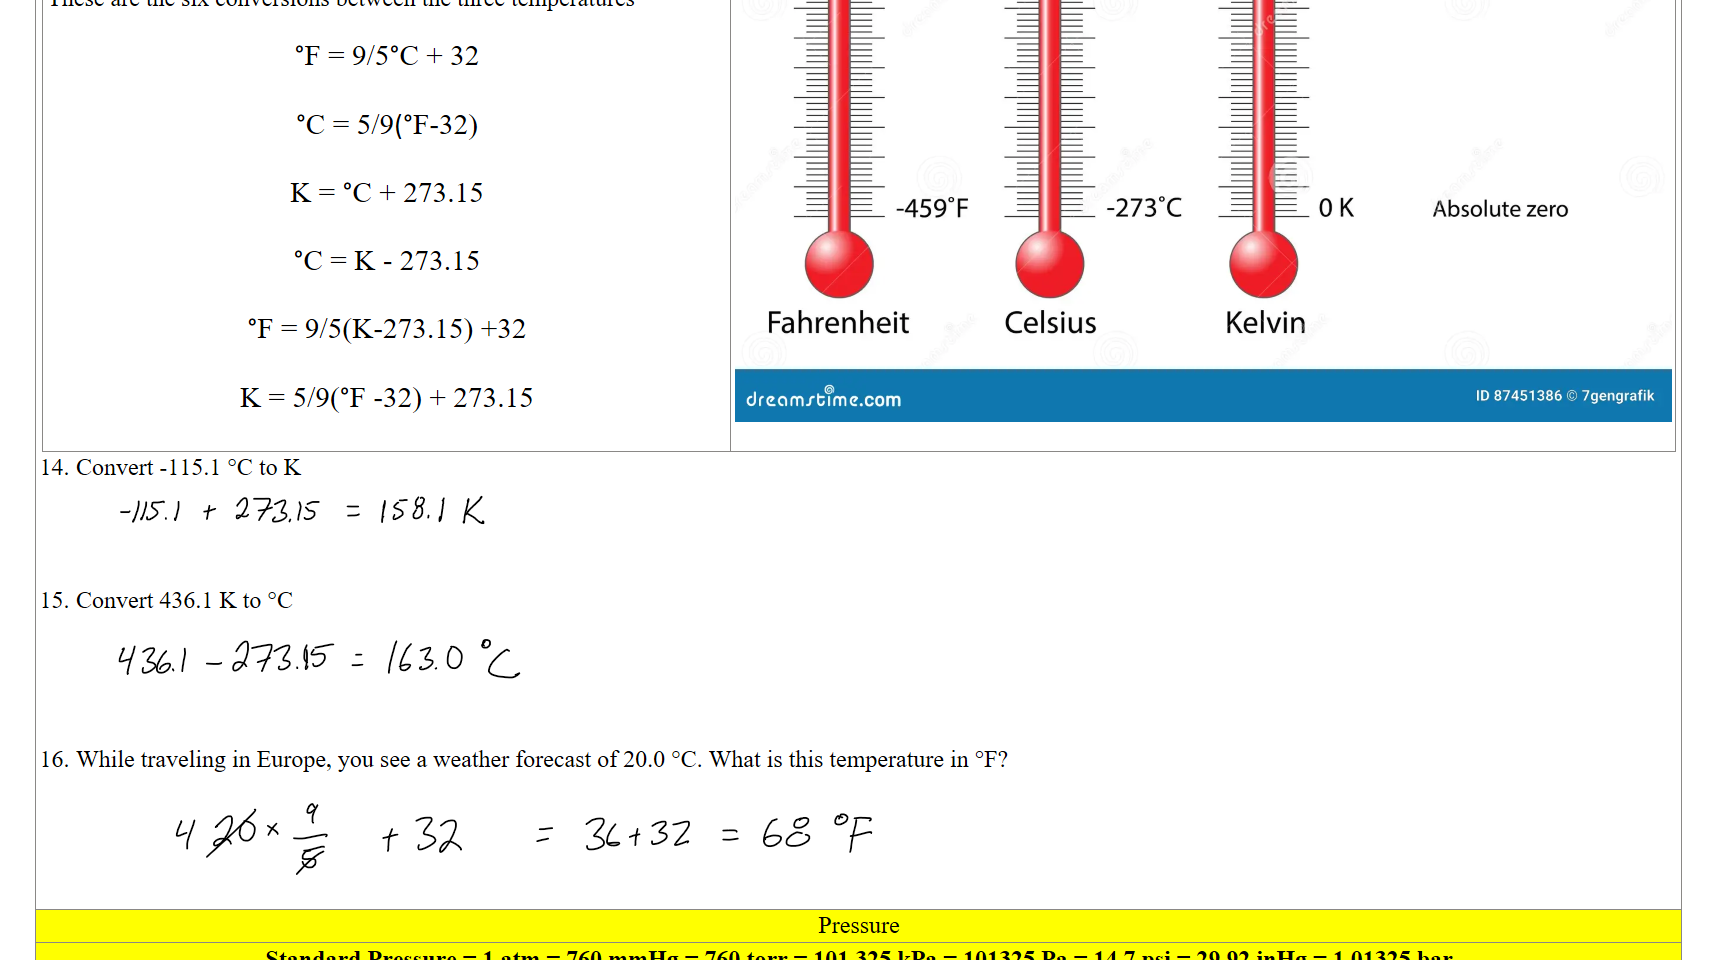 These are the six conversions between the three temperatures
°F = 9/5°C + 32
°C = 5/9(°F-32)
K = °C + 273.15
°C = K - 273.15
°F = 9/5(K-273.15) +32
K = 5/9(°F -32) + 273.15
-459°F
-273°C
0 K
Absolute zero
Fahrenheit
Celsius
Kelvin
dreamstime.com
ID 87451386 © 7gengrafik
14. Convert -115.1 °C to K
-115.1 + 273.15 = 158.1 K
15. Convert 436.1 K to °C
436.1 - 273.15 = 163.0 °C
16. While traveling in Europe, you see a weather forecast of 20.0 °C. What is this temperature in °F?
4 20 × 9/5 + 32 = 36+32 = 68 °F
Pressure
Standard Pressure = 1 atm = 760 mmHg = 760 torr = 101.325 kPa = 101325 Pa = 14.7 psi = 29.92 inHg = 1.01325 bar